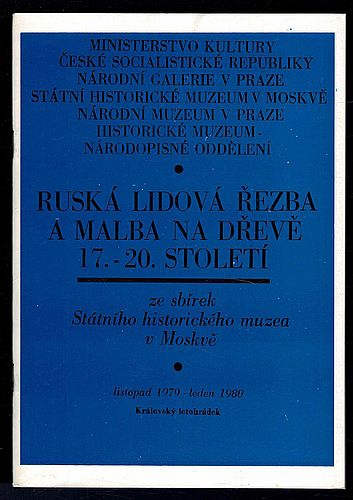 MINISTERSTVO KULTURY
ČESKÉ SOCIALISTICKÉ REPUBLIKY
NÁRODNÍ GALERIE V PRAZE
STÁTNÍ HISTORICKÉ MUZEUM V MOSKVĚ
NÁRODNÍ MUZEUM V PRAZE
HISTORICKÉ MUZEUM-
NÁRODOPISNÉ ODDĚLENÍ
RUSKÁ LIDOVÁ ŘEZBA
A MALBA NA DŘEVĚ
17.-20. STOLETÍ
ze sbírek
Státního historického muzea
v Moskvě
listopad 1979 - leden 1980
Královský letohrádek